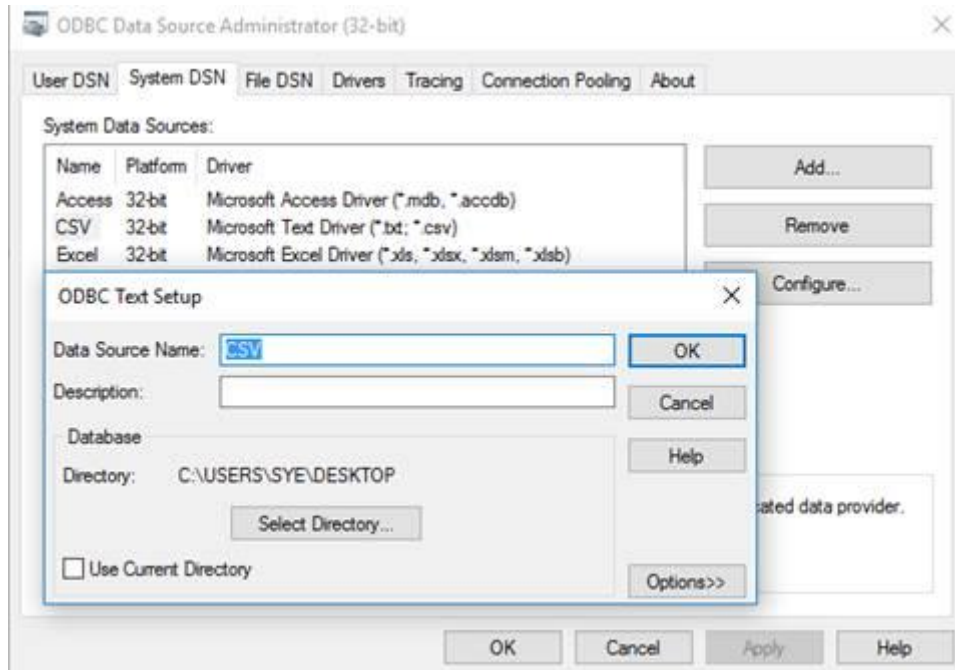 ODBC Data Source Administrator (32-bit)
User DSN System DSN File DSN Drivers Tracing Connection Pooling About
System Data Sources:
Name Platform Driver
Access 32-bit Microsoft Access Driver (*.mdb, *.accdb)
CSV 32-bit Microsoft Text Driver (*.txt; *.csv)
Excel 32-bit Microsoft Excel Driver (*.xls, *.xlsx, *.xlsm, *.xlsb)
Add...
Remove
Configure...
ODBC Text Setup
Data Source Name: CSV
OK
Description:
Cancel
Database
Help
Directory: C:\USERS\SYE\DESKTOP
Select Directory...
Use Current Directory
Options>>
data provider.
OK Cancel Apply Help